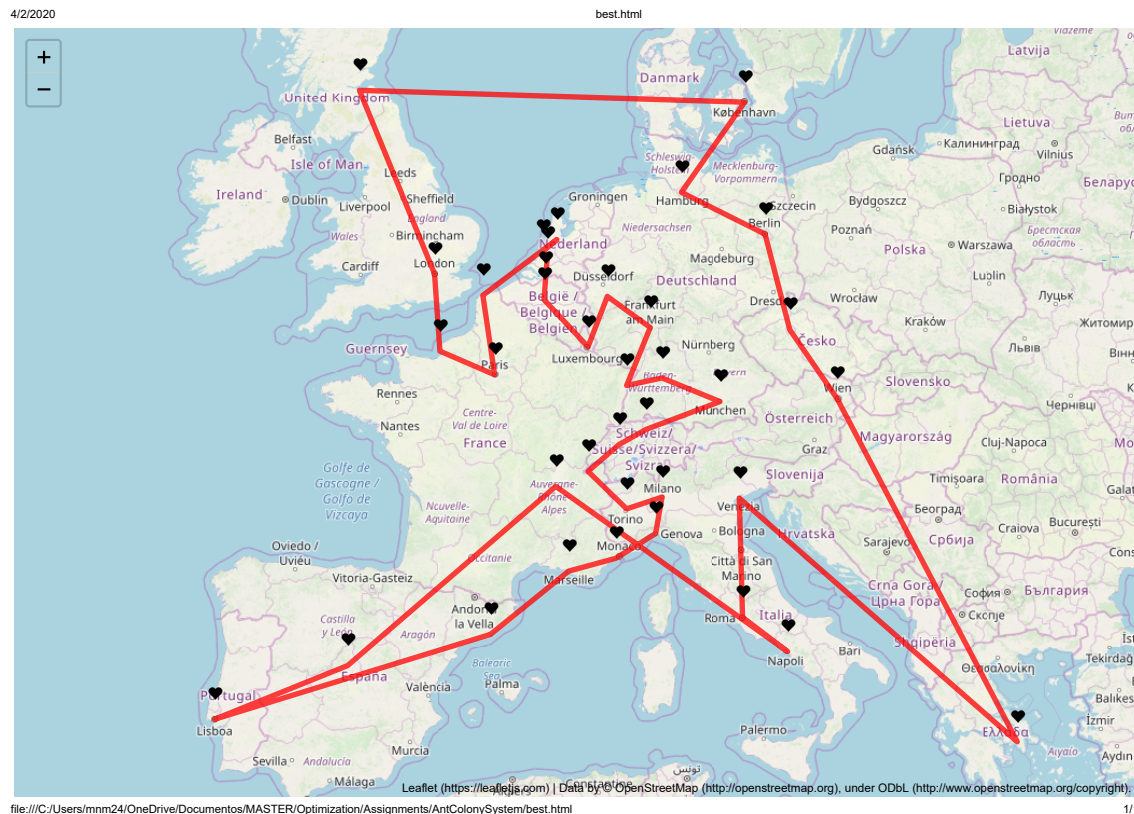 4/2/2020
best.html
+
−
United Kingdom
Belfast
Isle of Man
Leeds
Ireland
Dublin
Liverpool
Sheffield
England
Wales
Birmingham
Cardiff
London
Guernsey
Danmark
København
Latvija
Lietuva
Gdańsk
Калининград
Vilnius
Гродно
Białystok
Брестская
область
Schleswig-
Holstein
Mecklenburg-
Vorpommern
Groningen
Hamburg
Szczecin
Bydgoszcz
Berlin
Niedersachsen
Nederland
Poznań
Polska
Warszawa
Magdeburg
Düsseldorf
Deutschland
Lublin
België /
Belgique /
Belgien
Frankfurt
am Main
Dresden
Wrocław
Луцьк
Kraków
Житомир
Česko
Львів
Luxembourg
Nürnberg
Paris
Rennes
Baden-
Württemberg
Wien
Slovensko
Чернівці
Nantes
Centre-
Val de Loire
München
Österreich
France
Schweiz/
Suisse/Svizzera/
Svizra
Graz
Magyarország
Cluj-Napoca
Golfe de
Gascogne /
Golfo de
Vizcaya
Nouvelle-
Aquitaine
Auvergne-
Rhône-
Alpes
Milano
Slovenija
Timișoara
România
Torino
Venezia
Београд
Craiova
București
Genova
Bologna
Hrvatska
Sarajevo
Србија
Oviedo /
Uviéu
Occitanie
Monaco
Città di San
Marino
Vitoria-Gasteiz
Marseille
Crna Gora /
Црна Гора
София
България
Castilla
y León
Andorra
la Vella
Aragón
Roma
Italia
Скопје
Shqipëria
Napoli
Bari
Θεσσαλονίκη
Tekirdağ
Portugal
España
Balearic
Sea
València
Palma
Lisboa
Palermo
Ελλάδα
İzmir
Αιγαίο
Murcia
Sevilla
Andalucía
Málaga
تونس
Constantine
Leaflet (https://leafletjs.com) | Data by © OpenStreetMap (http://openstreetmap.org), under ODbL (http://www.openstreetmap.org/copyright).
file:///C:/Users/mnm24/OneDrive/Documentos/MASTER/Optimization/Assignments/AntColonySystem/best.html
1/